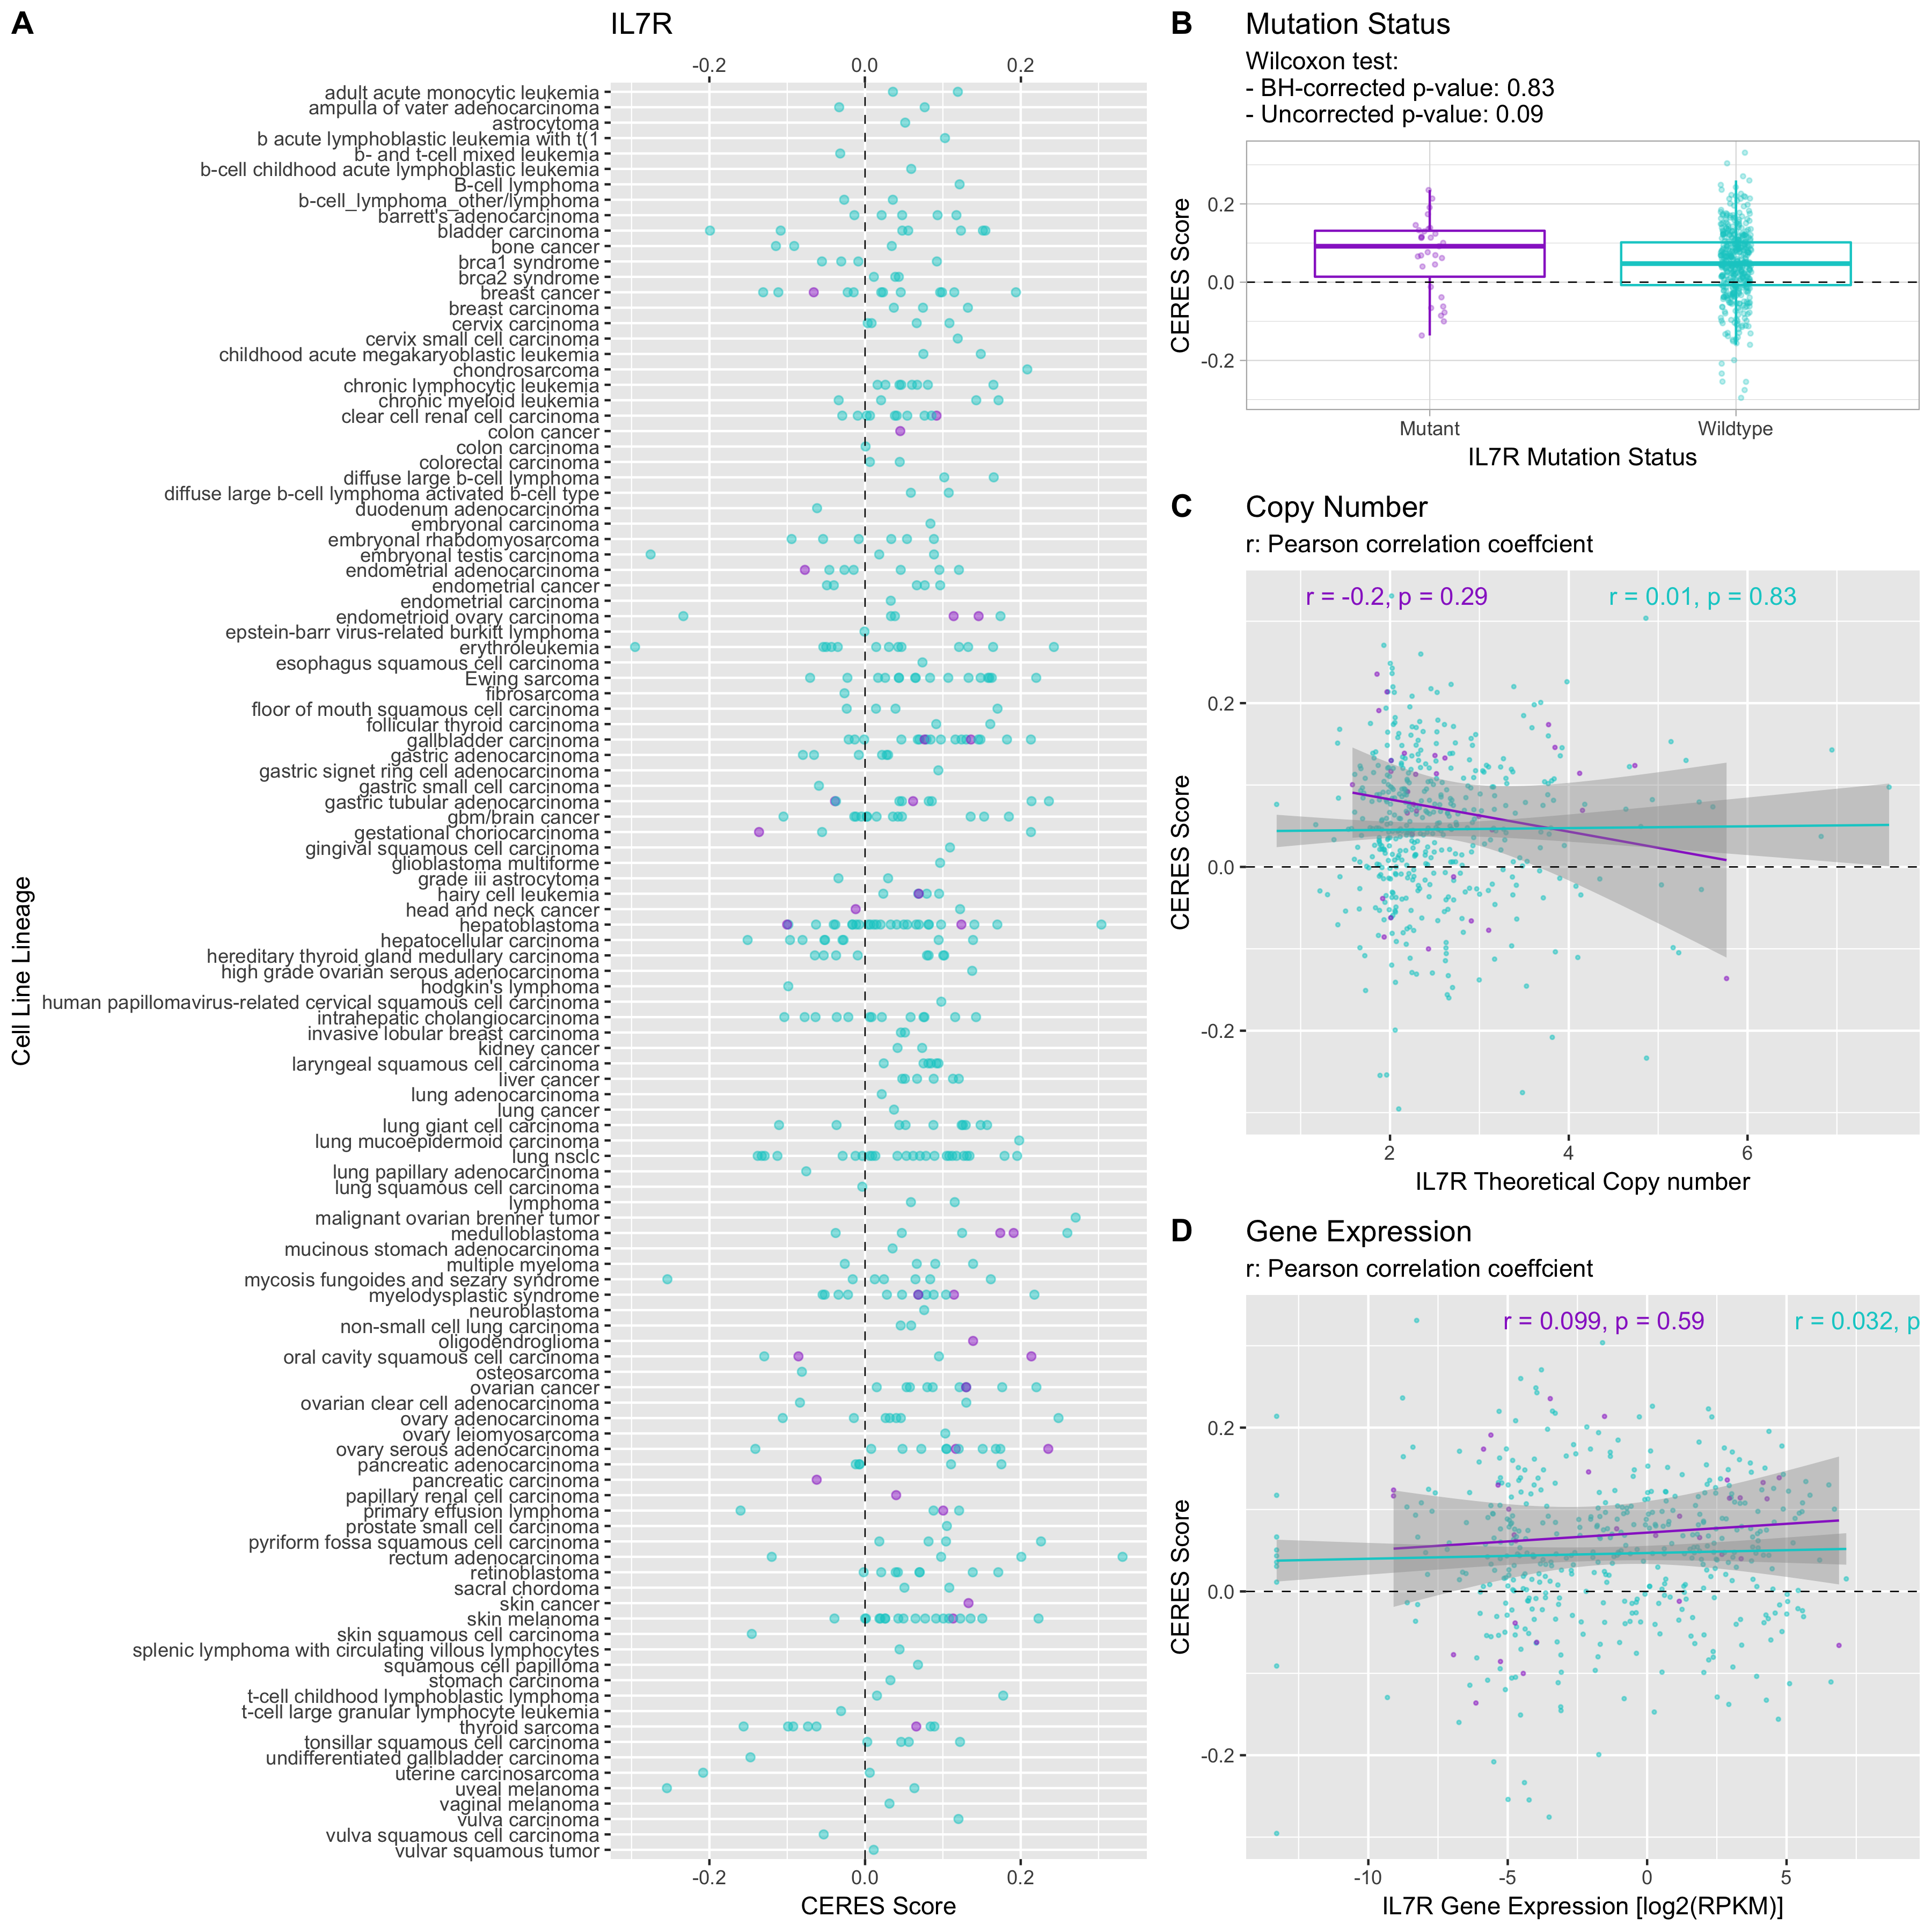 A
IL7R
-0.2 0.0 0.2
adult acute monocytic leukemia
ampulla of vater adenocarcinoma
astrocytoma
b acute lymphoblastic leukemia with t(1
b- and t-cell mixed leukemia
b-cell childhood acute lymphoblastic leukemia
B-cell lymphoma
b-cell_lymphoma_other/lymphoma
barrett's adenocarcinoma
bladder carcinoma
bone cancer
brca1 syndrome
brca2 syndrome
breast cancer
breast carcinoma
cervix carcinoma
cervix small cell carcinoma
childhood acute megakaryoblastic leukemia
chondrosarcoma
chronic lymphocytic leukemia
chronic myeloid leukemia
clear cell renal cell carcinoma
colon cancer
colon carcinoma
colorectal carcinoma
diffuse large b-cell lymphoma
diffuse large b-cell lymphoma activated b-cell type
duodenum adenocarcinoma
embryonal carcinoma
embryonal rhabdomyosarcoma
embryonal testis carcinoma
endometrial adenocarcinoma
endometrial cancer
endometrial carcinoma
endometrioid ovary carcinoma
epstein-barr virus-related burkitt lymphoma
erythroleukemia
esophagus squamous cell carcinoma
Ewing sarcoma
fibrosarcoma
floor of mouth squamous cell carcinoma
follicular thyroid carcinoma
gallbladder carcinoma
gastric adenocarcinoma
gastric signet ring cell adenocarcinoma
gastric small cell carcinoma
gastric tubular adenocarcinoma
gbm/brain cancer
gestational choriocarcinoma
gingival squamous cell carcinoma
glioblastoma multiforme
grade iii astrocytoma
hairy cell leukemia
head and neck cancer
hepatoblastoma
hepatocellular carcinoma
hereditary thyroid gland medullary carcinoma
high grade ovarian serous adenocarcinoma
hodgkin's lymphoma
human papillomavirus-related cervical squamous cell carcinoma
intrahepatic cholangiocarcinoma
invasive lobular breast carcinoma
kidney cancer
laryngeal squamous cell carcinoma
liver cancer
lung adenocarcinoma
lung cancer
lung giant cell carcinoma
lung mucoepidermoid carcinoma
lung nsclc
lung papillary adenocarcinoma
lung squamous cell carcinoma
lymphoma
malignant ovarian brenner tumor
medulloblastoma
mucinous stomach adenocarcinoma
multiple myeloma
mycosis fungoides and sezary syndrome
myelodysplastic syndrome
neuroblastoma
non-small cell lung carcinoma
oligodendroglioma
oral cavity squamous cell carcinoma
osteosarcoma
ovarian cancer
ovarian clear cell adenocarcinoma
ovary adenocarcinoma
ovary leiomyosarcoma
ovary serous adenocarcinoma
pancreatic adenocarcinoma
pancreatic carcinoma
papillary renal cell carcinoma
primary effusion lymphoma
prostate small cell carcinoma
pyriform fossa squamous cell carcinoma
rectum adenocarcinoma
retinoblastoma
sacral chordoma
skin cancer
skin melanoma
skin squamous cell carcinoma
splenic lymphoma with circulating villous lymphocytes
squamous cell papilloma
stomach carcinoma
t-cell childhood lymphoblastic lymphoma
t-cell large granular lymphocyte leukemia
thyroid sarcoma
tonsillar squamous cell carcinoma
undifferentiated gallbladder carcinoma
uterine carcinosarcoma
uveal melanoma
vaginal melanoma
vulva carcinoma
vulva squamous cell carcinoma
vulvar squamous tumor
-0.2 0.0 0.2
CERES Score
Cell Line Lineage
B
Mutation Status
Wilcoxon test:
- BH-corrected p-value: 0.83
- Uncorrected p-value: 0.09
0.2
0.0
-0.2
CERES Score
Mutant Wildtype
IL7R Mutation Status
C
Copy Number
r: Pearson correlation coeffcient
r = -0.2, p = 0.29 r = 0.01, p = 0.83
0.2
0.0
-0.2
CERES Score
2 4 6
IL7R Theoretical Copy number
D
Gene Expression
r: Pearson correlation coeffcient
r = 0.099, p = 0.59 r = 0.032, p
0.2
0.0
-0.2
CERES Score
-10 -5 0 5
IL7R Gene Expression [log2(RPKM)]